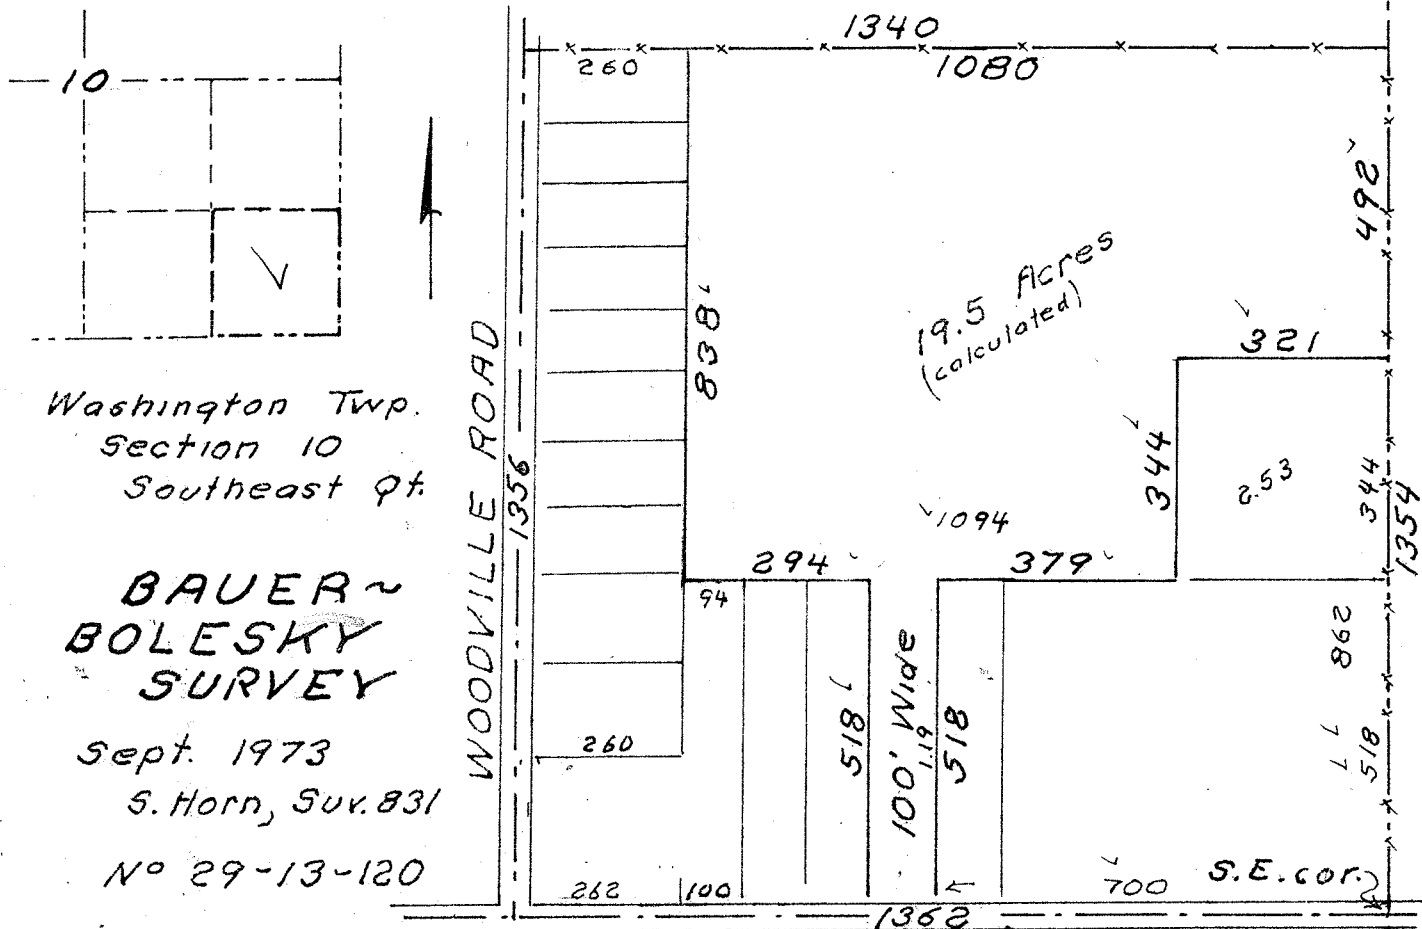 10
Washington Twp.
Section 10
Southeast Qt.
BAUER~
BOLESKY
SURVEY
Sept. 1973
S. Horn, Sur. 831
Nº 29-13-120
WOODVILLE ROAD
1356
1340
260
1080
492'
838'
19.5 Acres
(calculated)
321
344
2.53
344
1354
1094
294
379
94
862
518
100' Wide
1.19
518
518
260
262
100
700
S.E. cor.
1362